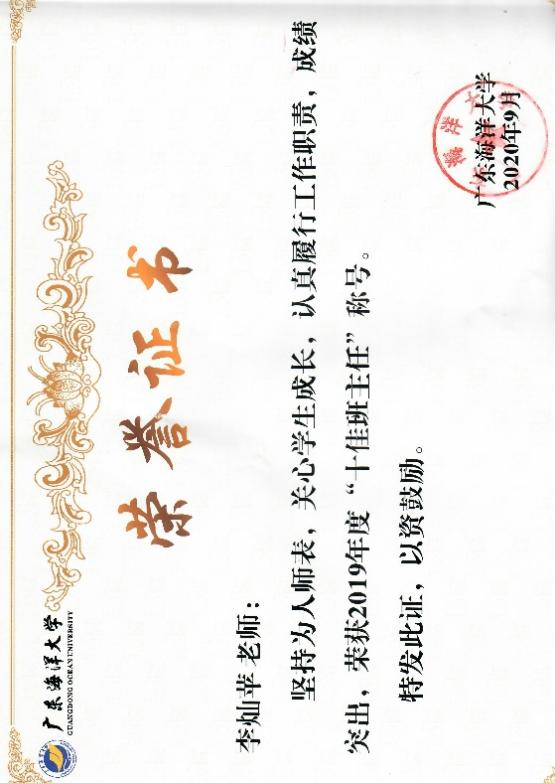 广东海洋大学
GUANGDONG OCEAN UNIVERSITY
荣誉证书
李灿苹 老师：
坚持为人师表，关心学生成长，认真履行工作职责，成绩
突出，荣获2019年度“十佳班主任”称号。
特发此证，以资鼓励。
广东海洋大学
2020年9月